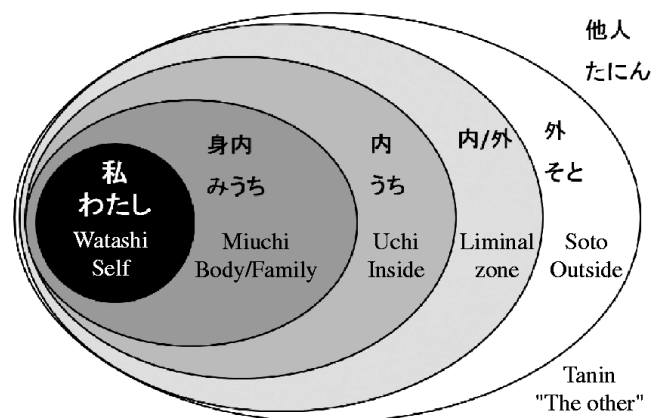 他人
たにん
私
わたし
Watashi
Self
身内
みうち
Miuchi
Body/Family
内
うち
Uchi
Inside
内/外
Liminal
zone
外
そと
Soto
Outside
Tanin
"The other"